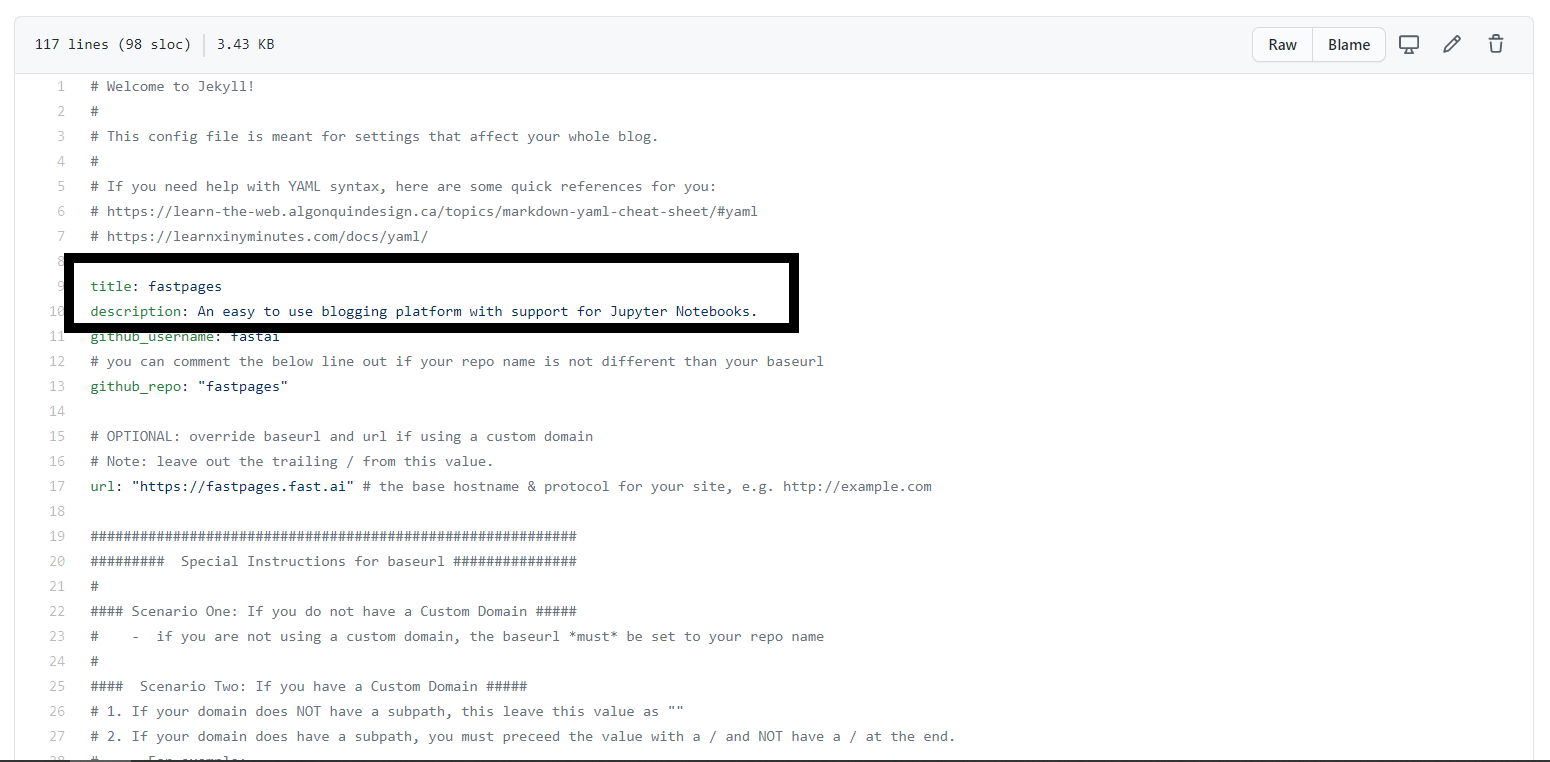 117 lines (98 sloc) 3.43 KB Raw Blame
1 # Welcome to Jekyll!
2 #
3 # This config file is meant for settings that affect your whole blog.
4 #
5 # If you need help with YAML syntax, here are some quick references for you:
6 # https://learn-the-web.algonquindesign.ca/topics/markdown-yaml-cheat-sheet/#yaml
7 # https://learnxinyminutes.com/docs/yaml/
8
9 title: fastpages
10 description: An easy to use blogging platform with support for Jupyter Notebooks.
11 github_username: fastai
12 # you can comment the below line out if your repo name is not different than your baseurl
13 github_repo: "fastpages"
14
15 # OPTIONAL: override baseurl and url if using a custom domain
16 # Note: leave out the trailing / from this value.
17 url: "https://fastpages.fast.ai" # the base hostname & protocol for your site, e.g. http://example.com
18
19 ###########################################################
20 #########  Special Instructions for baseurl ###############
21 #
22 #### Scenario One: If you do not have a Custom Domain #####
23 #    -  if you are not using a custom domain, the baseurl *must* be set to your repo name
24 #
25 ####  Scenario Two: If you have a Custom Domain #####
26 # 1. If your domain does NOT have a subpath, this leave this value as ""
27 # 2. If your domain does have a subpath, you must preceed the value with a / and NOT have a / at the end.